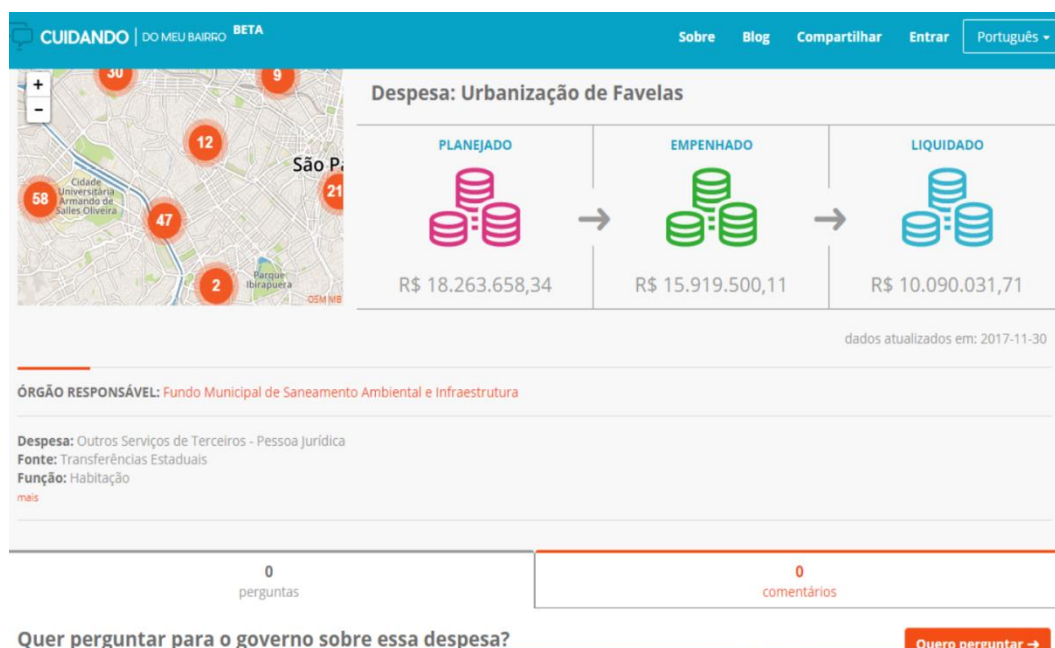 CUIDANDO | DO MEU BAIRRO BETA
Sobre Blog Compartilhar Entrar Português
+
-
30
9
12
São Pa
58
Cidade
Universitária
Armando de
Salles Oliveira
21
47
2
Parque
Ibirapuera
OSM MB
Despesa: Urbanização de Favelas
PLANEJADO EMPENHADO LIQUIDADO
R$ 18.263.658,34 R$ 15.919.500,11 R$ 10.090.031,71
dados atualizados em: 2017-11-30
ÓRGÃO RESPONSÁVEL: Fundo Municipal de Saneamento Ambiental e Infraestrutura
Despesa: Outros Serviços de Terceiros - Pessoa Jurídica
Fonte: Transferências Estaduais
Função: Habitação
mais
0 0
perguntas comentários
Quer perguntar para o governo sobre essa despesa? Quero perguntar →